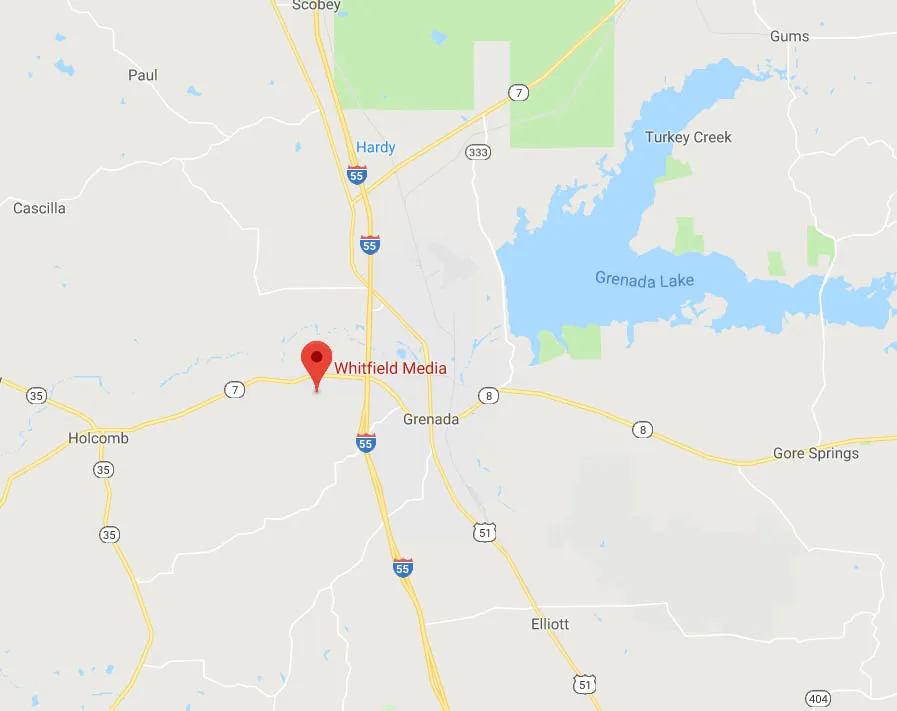 Scobey
Gums
Paul
7
Turkey Creek
Hardy
333
55
Cascilla
55
Grenada Lake
Whitfield Media
7
35
8
Grenada
8
Holcomb
55
Gore Springs
35
51
35
55
Elliott
51
404